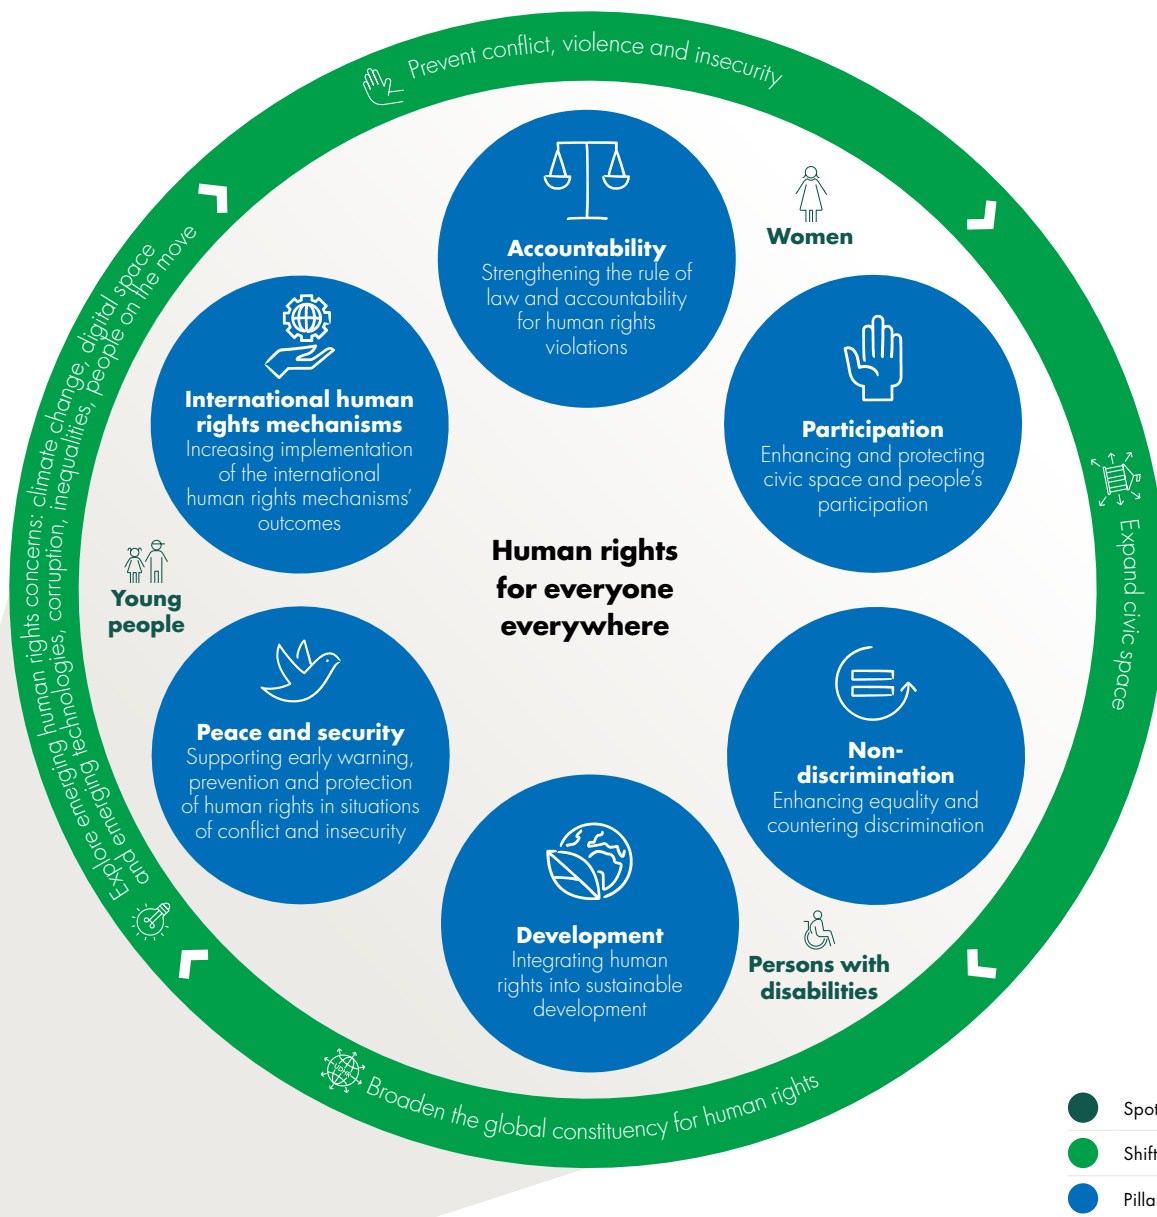 Prevent conflict, violence and insecurity
Accountability
Strengthening the rule of
law and accountability
for human rights
violations
Women
International human
rights mechanisms
Increasing implementation
of the international
human rights mechanisms’
outcomes
Participation
Enhancing and protecting
civic space and people’s
participation
Expand civic space
Human rights
for everyone
everywhere
Young
people
Explore emerging human rights concerns: climate change, digital space
and emerging technologies, corruption, inequalities, people on the move
Peace and security
Supporting early warning,
prevention and protection
of human rights in situations
of conflict and insecurity
Non-
discrimination
Enhancing equality and
countering discrimination
Development
Integrating human
rights into sustainable
development
Persons with
disabilities
UDHR
Broaden the global constituency for human rights
Spot
Shift
Pilla